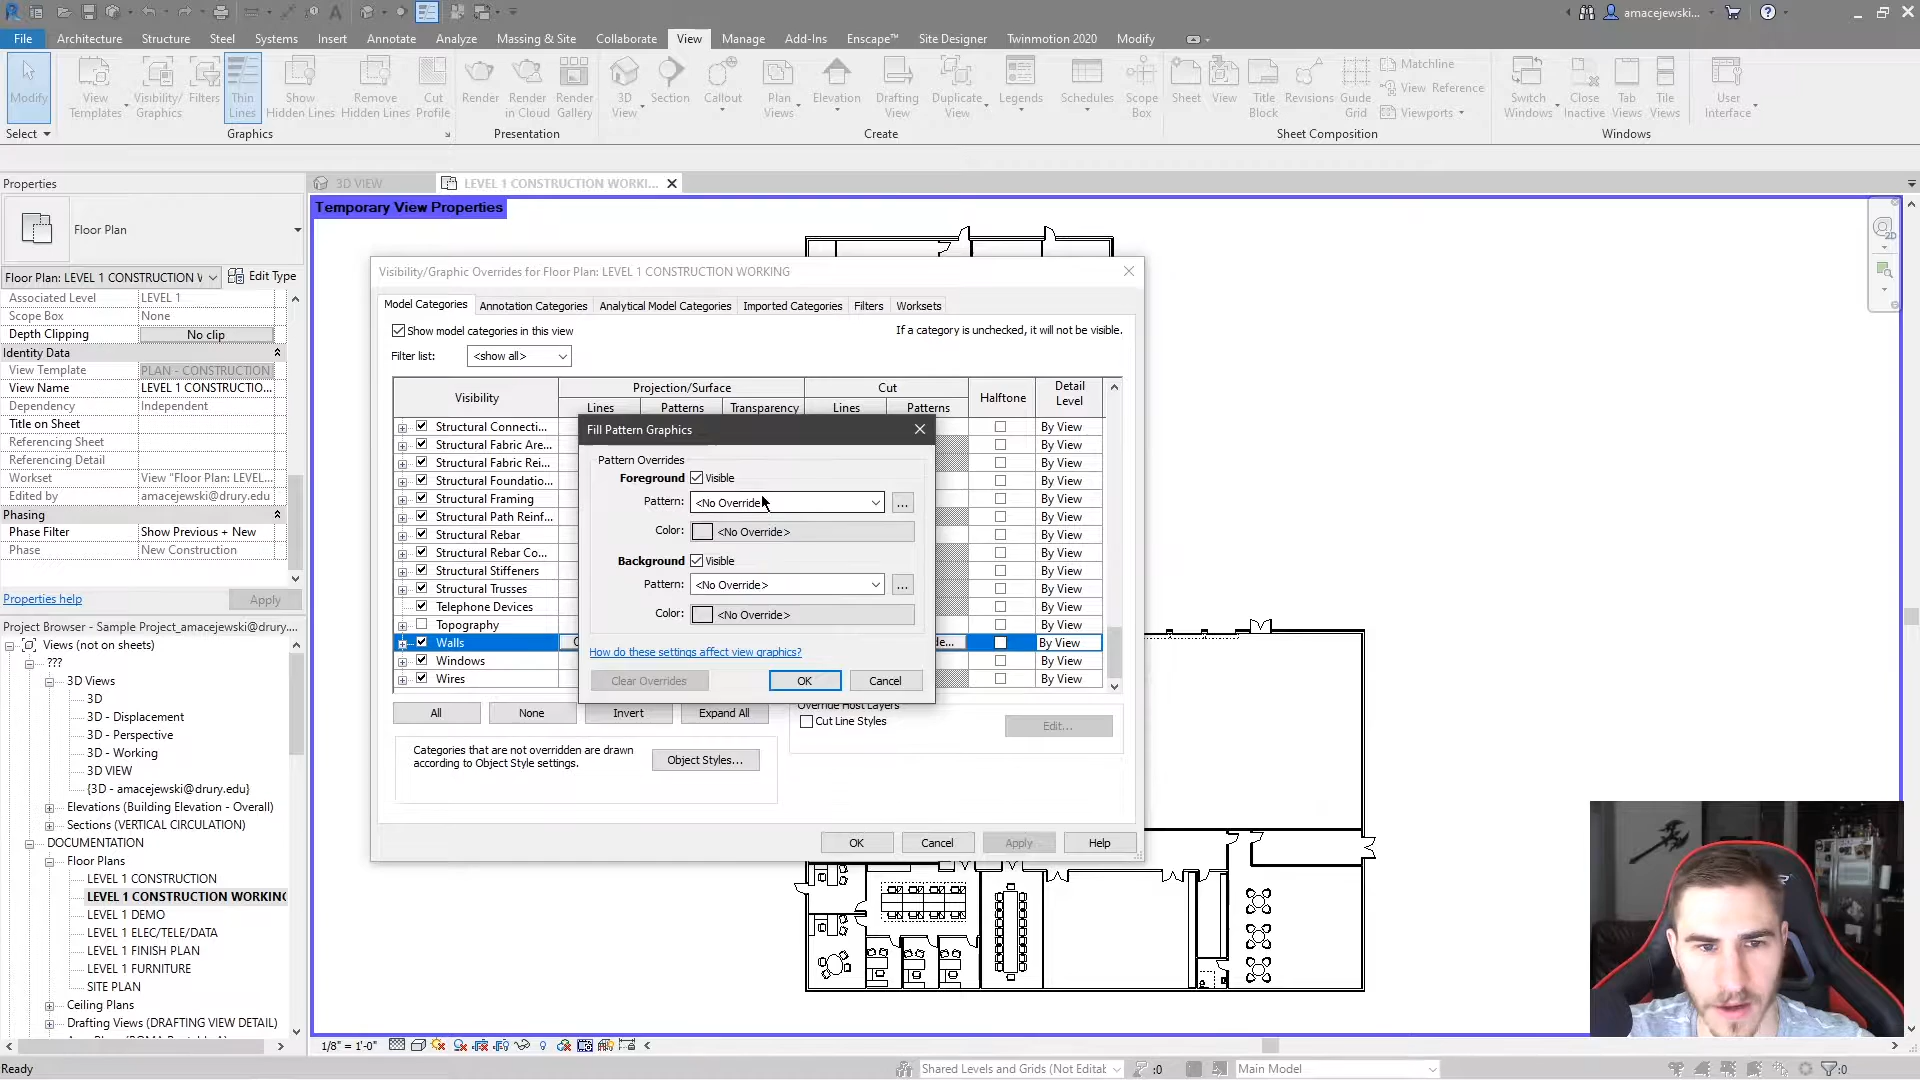 amacejewski...
File Architecture Structure Steel Systems Insert Annotate Analyze Massing & Site Collaborate View Manage Add-Ins Enscape™ Site Designer Twinmotion 2020 Modify
Modify
View Templates
Visibility/ Graphics
Filters
Thin Lines
Show Hidden Lines
Remove Hidden Lines
Cut Profile
Render
Render in Cloud
Render Gallery
3D View
Section
Callout
Plan Views
Elevation
Drafting View
Duplicate View
Legends
Schedules
Scope Box
Sheet
View
Title Block
Revisions
Guide Grid
Matchline
View Reference
Viewports
Switch Windows
Close Inactive
Tab Views
Tile Views
User Interface
Select Graphics Presentation Create Sheet Composition Windows
Properties
3D VIEW
LEVEL 1 CONSTRUCTION WORKI...
Floor Plan
Floor Plan: LEVEL 1 CONSTRUCTION W
Edit Type
Associated Level LEVEL 1
Scope Box None
Depth Clipping No clip
Identity Data
View Template PLAN - CONSTRUCTION
View Name LEVEL 1 CONSTRUCTIO...
Dependency Independent
Title on Sheet
Referencing Sheet
Referencing Detail
Workset View "Floor Plan: LEVEL...
Edited by amacejewski@drury.edu
Phasing
Phase Filter Show Previous + New
Phase New Construction
Properties help
Apply
Project Browser - Sample Project_amacejewski@drury....
Views (not on sheets)
???
3D Views
3D
3D - Displacement
3D - Perspective
3D - Working
3D VIEW
{3D - amacejewski@drury.edu}
Elevations (Building Elevation - Overall)
Sections (VERTICAL CIRCULATION)
DOCUMENTATION
Floor Plans
LEVEL 1 CONSTRUCTION
LEVEL 1 CONSTRUCTION WORKING
LEVEL 1 DEMO
LEVEL 1 ELEC/TELE/DATA
LEVEL 1 FINISH PLAN
LEVEL 1 FURNITURE
SITE PLAN
Ceiling Plans
Drafting Views (DRAFTING VIEW DETAIL)
Temporary View Properties
2D
Visibility/Graphic Overrides for Floor Plan: LEVEL 1 CONSTRUCTION WORKING
Model Categories Annotation Categories Analytical Model Categories Imported Categories Filters Worksets
Show model categories in this view
If a category is unchecked, it will not be visible.
Filter list: <show all>
Visibility Projection/Surface Cut Halftone Detail Level
Lines Patterns Transparency Lines Patterns
Structural Connecti... By View
Structural Fabric Are... By View
Structural Fabric Rei... By View
Structural Foundatio... By View
Structural Framing By View
Structural Path Reinf... By View
Structural Rebar By View
Structural Rebar Co... By View
Structural Stiffeners By View
Structural Trusses By View
Telephone Devices By View
Topography By View
Walls By View
Windows By View
Wires By View
Fill Pattern Graphics
Pattern Overrides
Foreground Visible
Pattern: <No Override>
...
Color: <No Override>
Background Visible
Pattern: <No Override>
...
Color: <No Override>
How do these settings affect view graphics?
Clear Overrides
OK
Cancel
All None Invert Expand All
Override Host Layers
Cut Line Styles
Edit...
Categories that are not overridden are drawn
according to Object Style settings.
Object Styles...
OK Cancel Apply Help
1/8" = 1'-0"
Ready
Shared Levels and Grids (Not Editab
:0
Main Model
:0